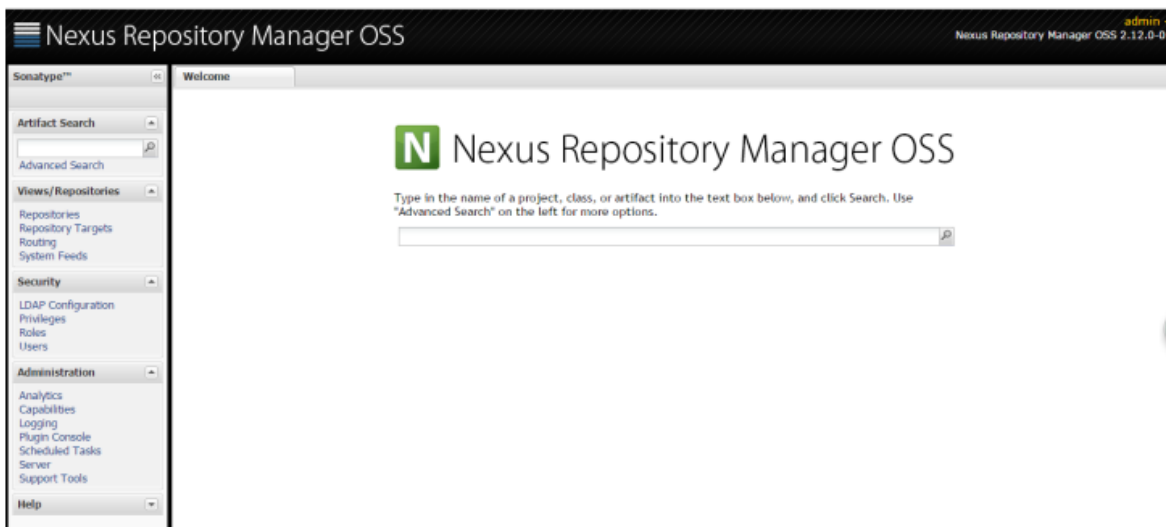 Nexus Repository Manager OSS
admin
Nexus Repository Manager OSS 2.12.0-0
Sonatype™
Welcome
Artifact Search
Advanced Search
Views/Repositories
Repositories
Repository Targets
Routing
System Feeds
Security
LDAP Configuration
Privileges
Roles
Users
Administration
Analytics
Capabilities
Logging
Plugin Console
Scheduled Tasks
Server
Support Tools
Help
N Nexus Repository Manager OSS
Type in the name of a project, class, or artifact into the text box below, and click Search. Use
"Advanced Search" on the left for more options.